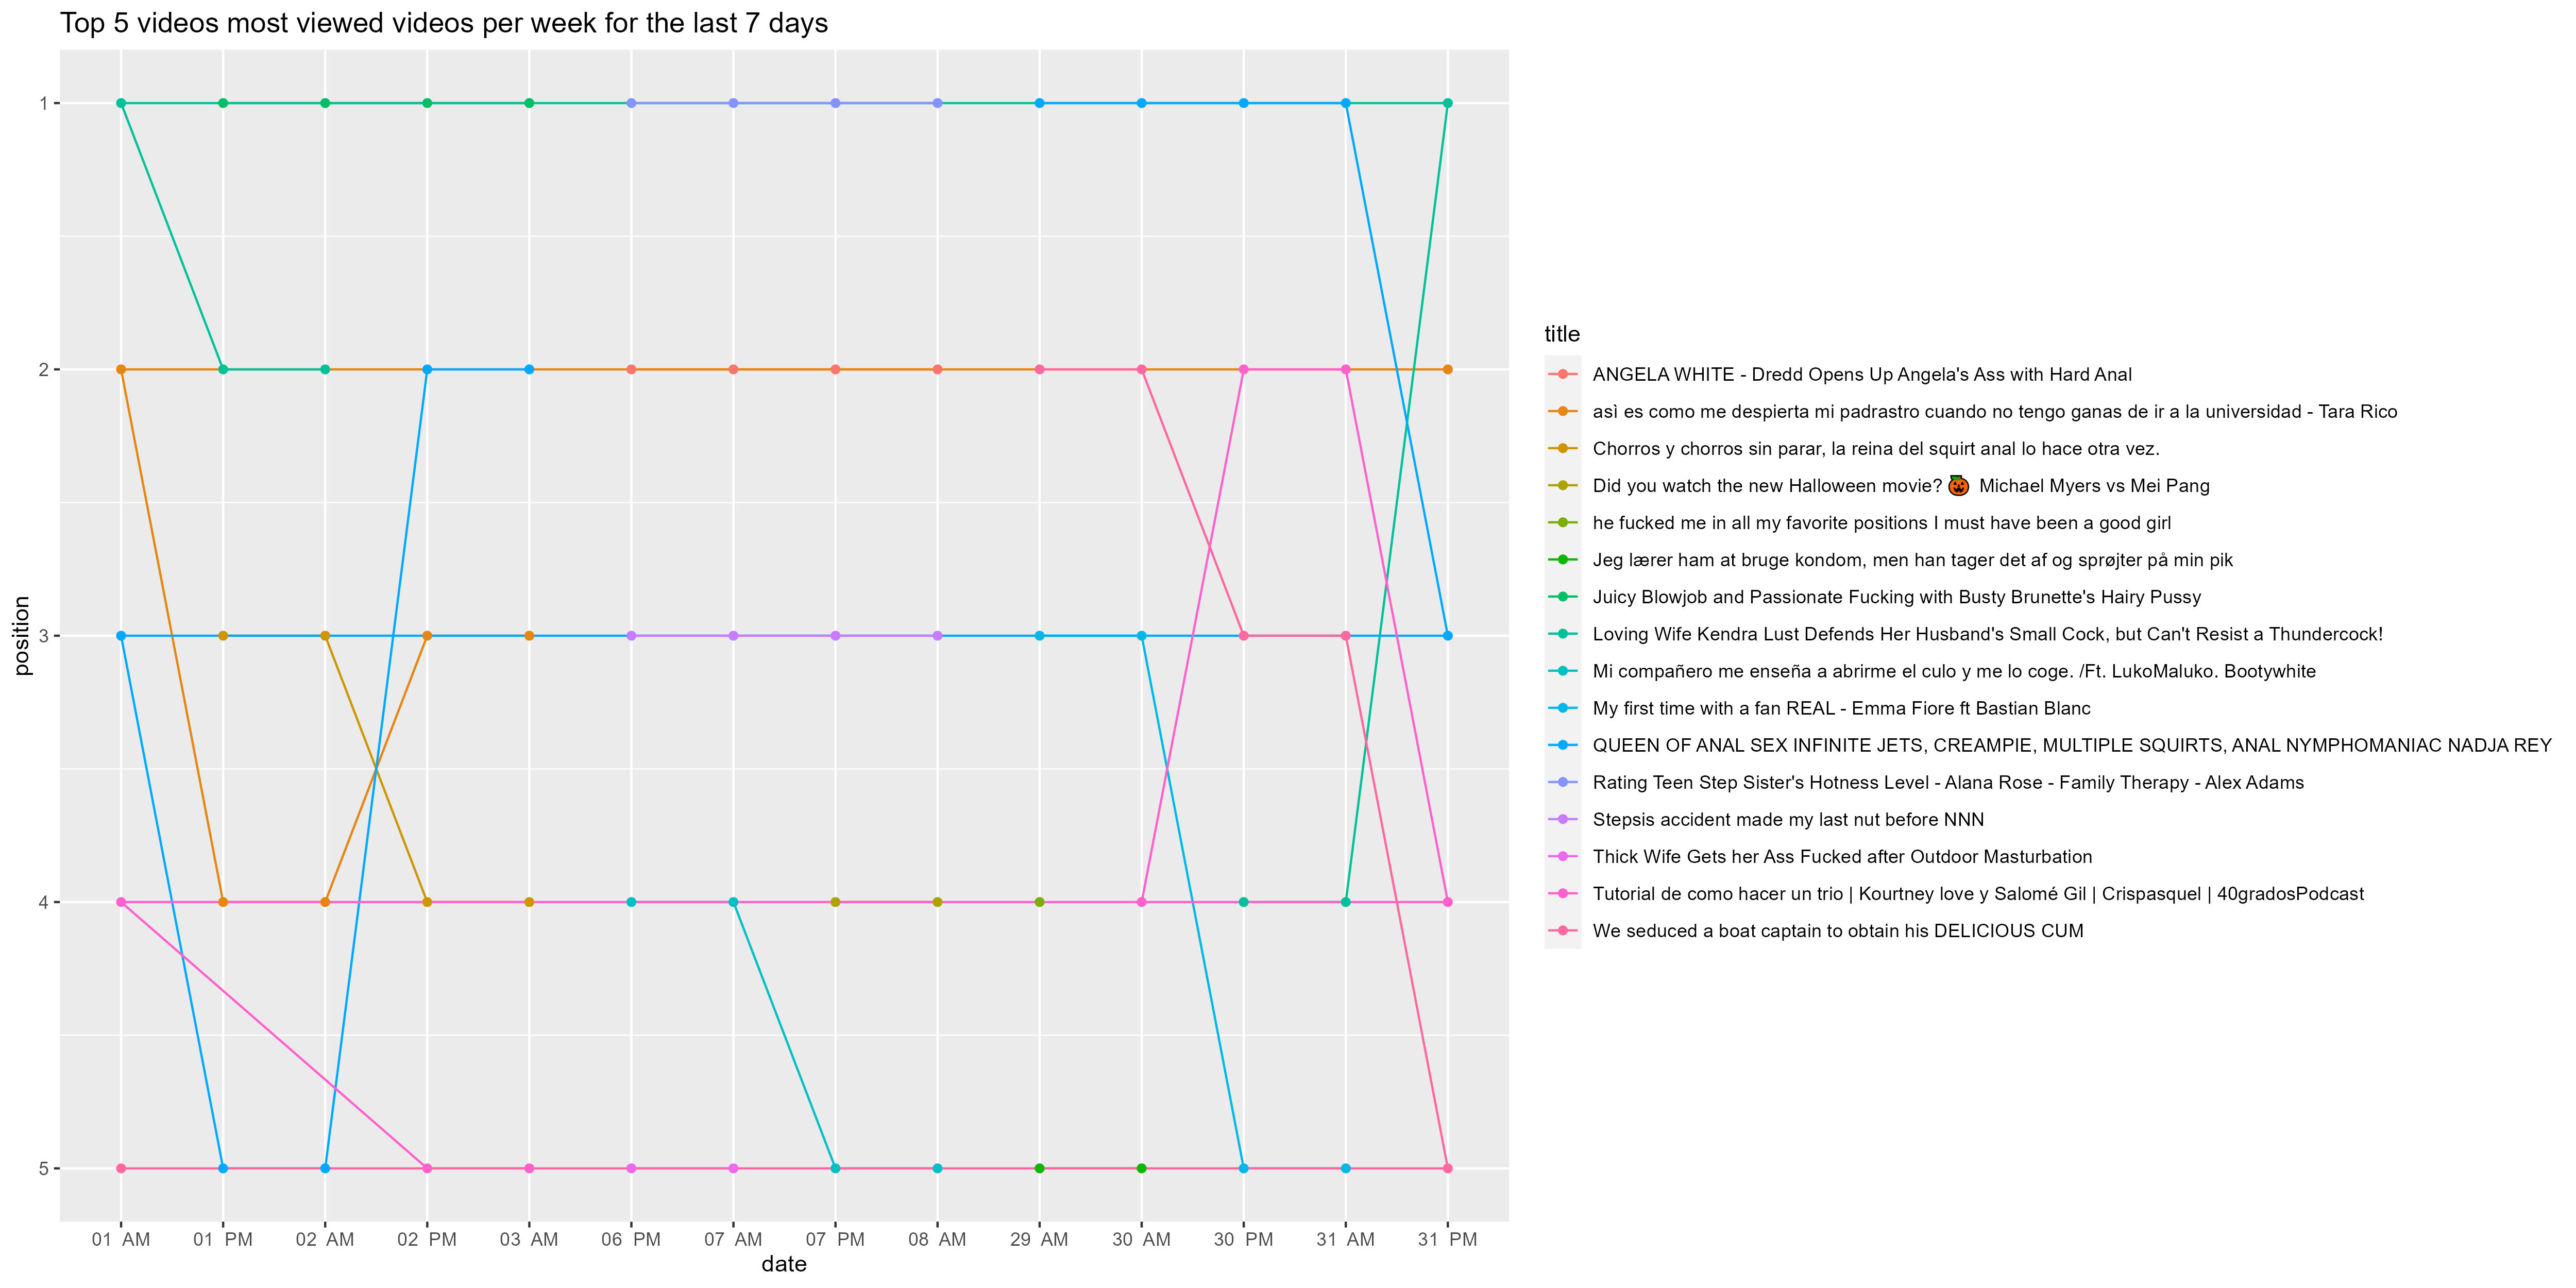 Top 5 videos most viewed videos per week for the last 7 days
1
2
3
4
5
position
01 AM
01 PM
02 AM
02 PM
03 AM
06 PM
07 AM
07 PM
08 AM
29 AM
30 AM
30 PM
31 AM
31 PM
date
title
ANGELA WHITE - Dredd Opens Up Angela's Ass with Hard Anal
asì es como me despierta mi padrastro cuando no tengo ganas de ir a la universidad - Tara Rico
Chorros y chorros sin parar, la reina del squirt anal lo hace otra vez.
Did you watch the new Halloween movie? 🎃 Michael Myers vs Mei Pang
he fucked me in all my favorite positions I must have been a good girl
Jeg lærer ham at bruge kondom, men han tager det af og sprøjter på min pik
Juicy Blowjob and Passionate Fucking with Busty Brunette's Hairy Pussy
Loving Wife Kendra Lust Defends Her Husband's Small Cock, but Can't Resist a Thundercock!
Mi compañero me enseña a abrirme el culo y me lo coge. /Ft. LukoMaluko. Bootywhite
My first time with a fan REAL - Emma Fiore ft Bastian Blanc
QUEEN OF ANAL SEX INFINITE JETS, CREAMPIE, MULTIPLE SQUIRTS, ANAL NYMPHOMANIAC NADJA REY
Rating Teen Step Sister's Hotness Level - Alana Rose - Family Therapy - Alex Adams
Stepsis accident made my last nut before NNN
Thick Wife Gets her Ass Fucked after Outdoor Masturbation
Tutorial de como hacer un trio | Kourtney love y Salomé Gil | Crispasquel | 40gradosPodcast
We seduced a boat captain to obtain his DELICIOUS CUM